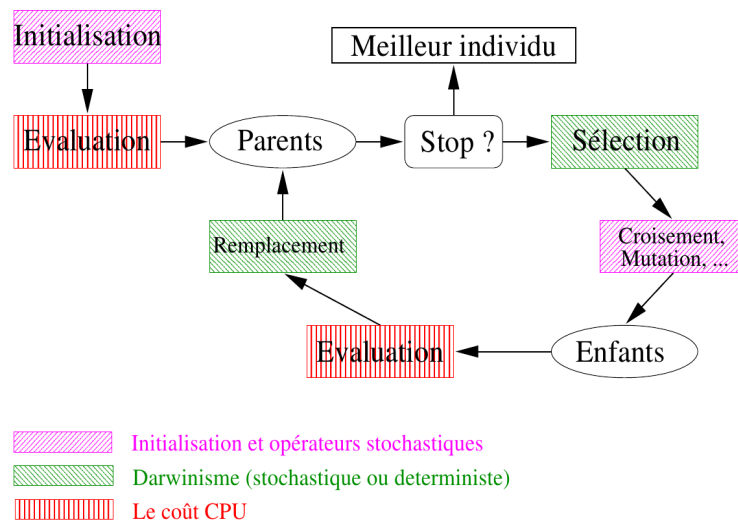 Initialisation
Meilleur individu
Evaluation
Parents
Stop ?
Sélection
Remplacement
Croisement,
Mutation, ...
Evaluation
Enfants
Initialisation et opérateurs stochastiques
Darwinisme (stochastique ou deterministe)
Le coût CPU